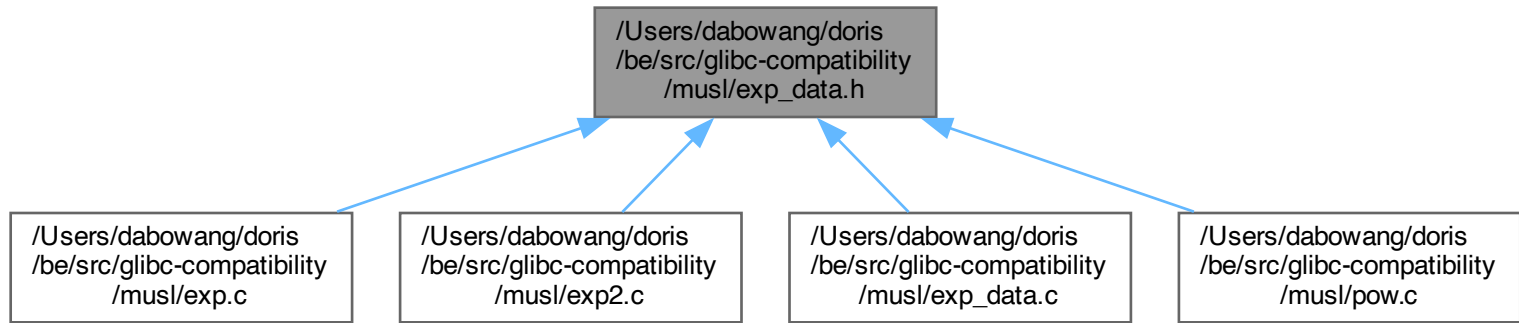 /Users/dabowang/doris
/be/src/glibc-compatibility
/musl/exp_data.h
/Users/dabowang/doris
/be/src/glibc-compatibility
/musl/exp.c
/Users/dabowang/doris
/be/src/glibc-compatibility
/musl/exp2.c
/Users/dabowang/doris
/be/src/glibc-compatibility
/musl/exp_data.c
/Users/dabowang/doris
/be/src/glibc-compatibility
/musl/pow.c